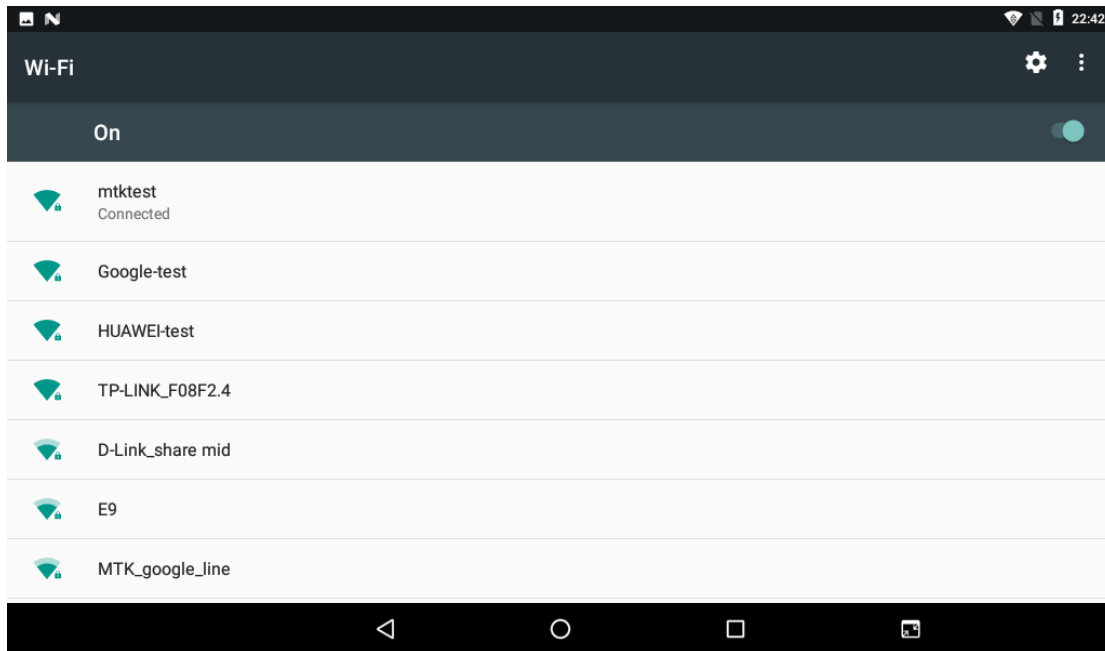 22:42
Wi-Fi
On
mtktest
Connected
Google-test
HUAWEI-test
TP-LINK_F08F2.4
D-Link_share mid
E9
MTK_google_line